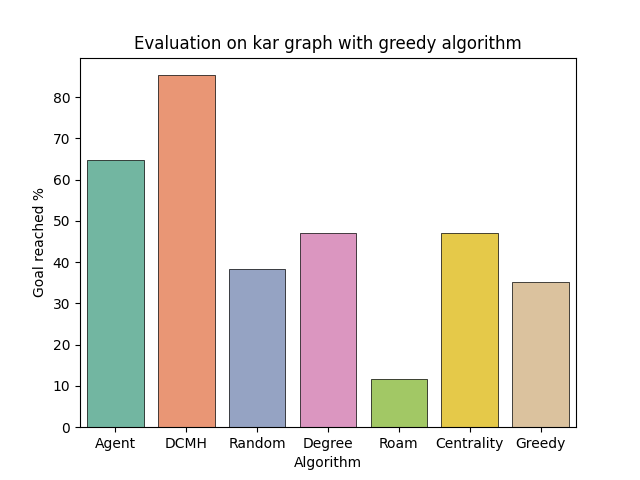 Evaluation on kar graph with greedy algorithm
Goal reached %
80
70
60
50
40
30
20
10
0
Agent DCMH Random Degree Roam Centrality Greedy
Algorithm